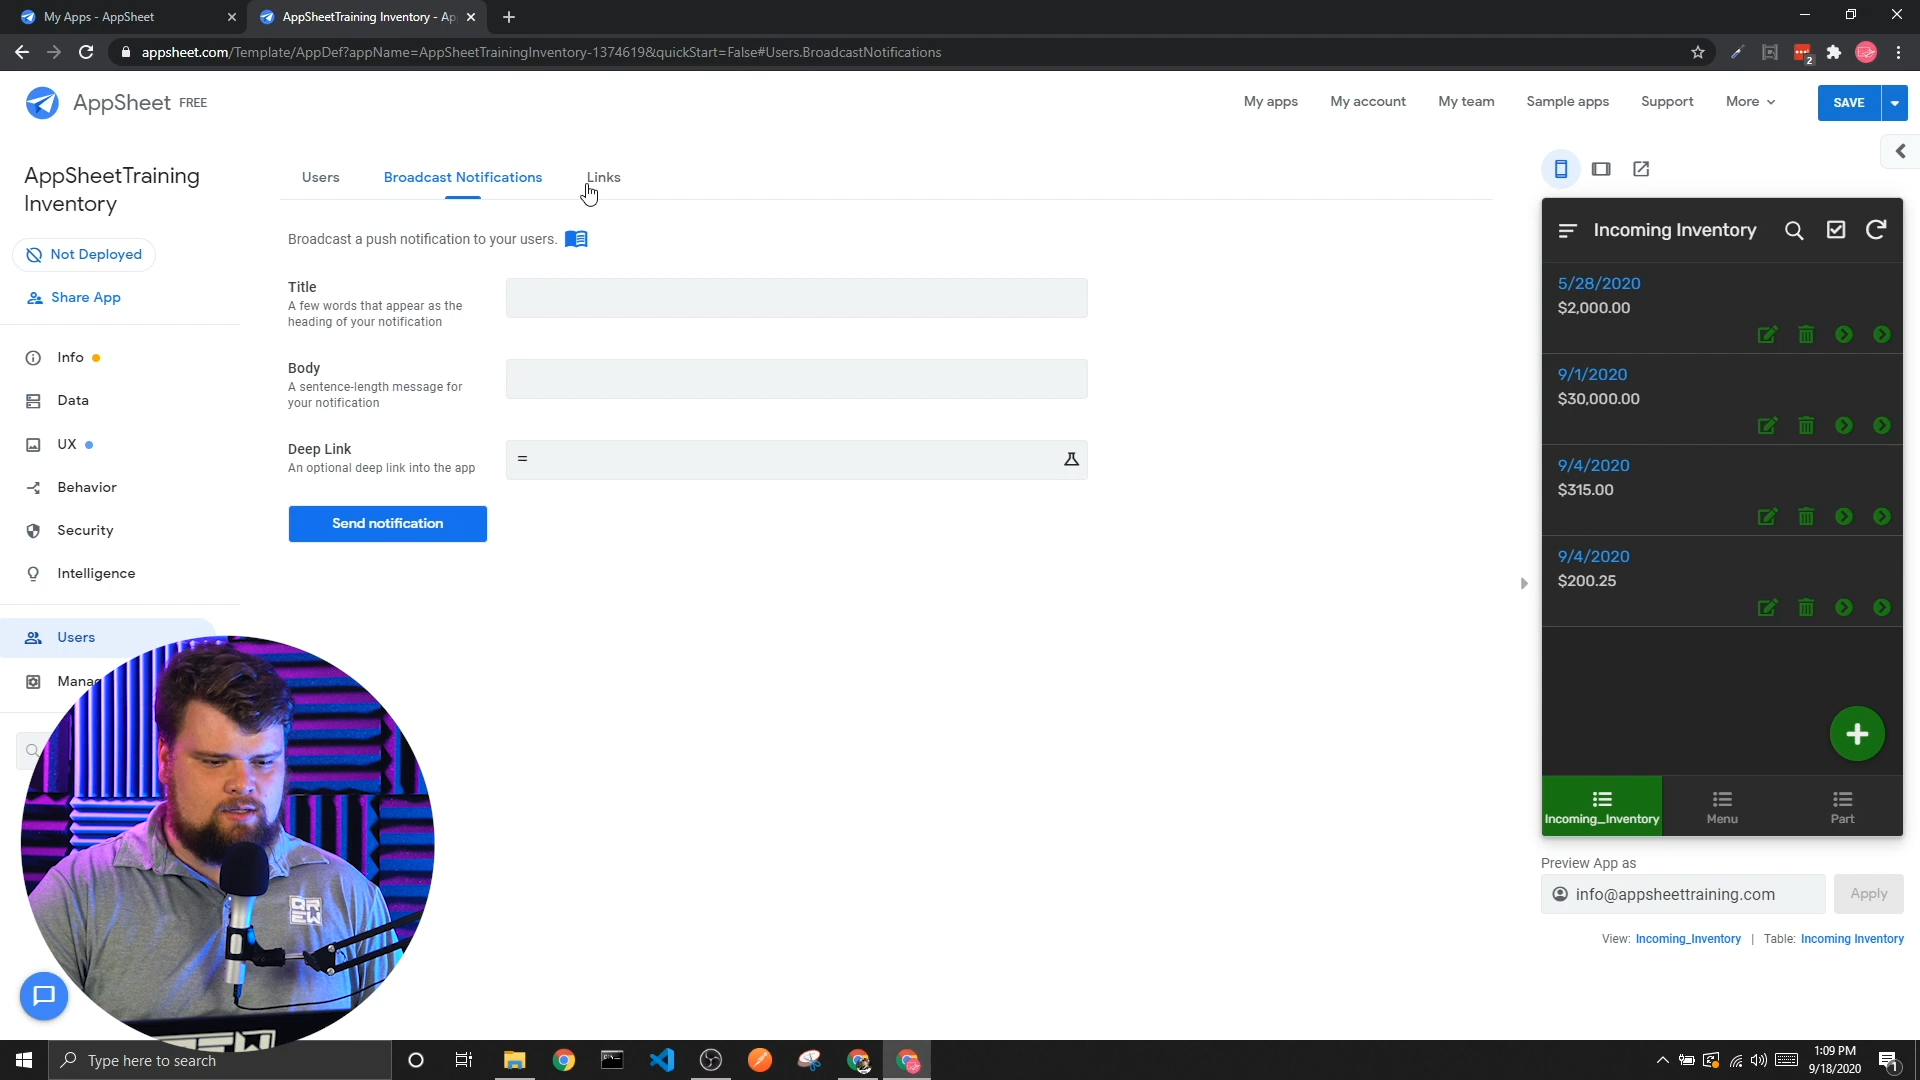 My Apps - AppSheet
AppSheetTraining Inventory - Ap
appsheet.com/Template/AppDef?appName=AppSheetTrainingInventory-1374619&quickStart=False#Users.BroadcastNotifications
2
AppSheet FREE
My apps
My account
My team
Sample apps
Support
More
SAVE
AppSheetTraining
Inventory
Not Deployed
Share App
Info
Data
UX
Behavior
Security
Intelligence
Users
Manag
Users
Broadcast Notifications
Links
Broadcast a push notification to your users.
Title
A few words that appear as the
heading of your notification
Body
A sentence-length message for
your notification
Deep Link
An optional deep link into the app
=
Send notification
Incoming Inventory
5/28/2020
$2,000.00
9/1/2020
$30,000.00
9/4/2020
$315.00
9/4/2020
$200.25
Incoming_Inventory
Menu
Part
Preview App as
info@appsheettraining.com
Apply
View: Incoming_Inventory | Table: Incoming Inventory
Type here to search
1:09 PM
9/18/2020
1